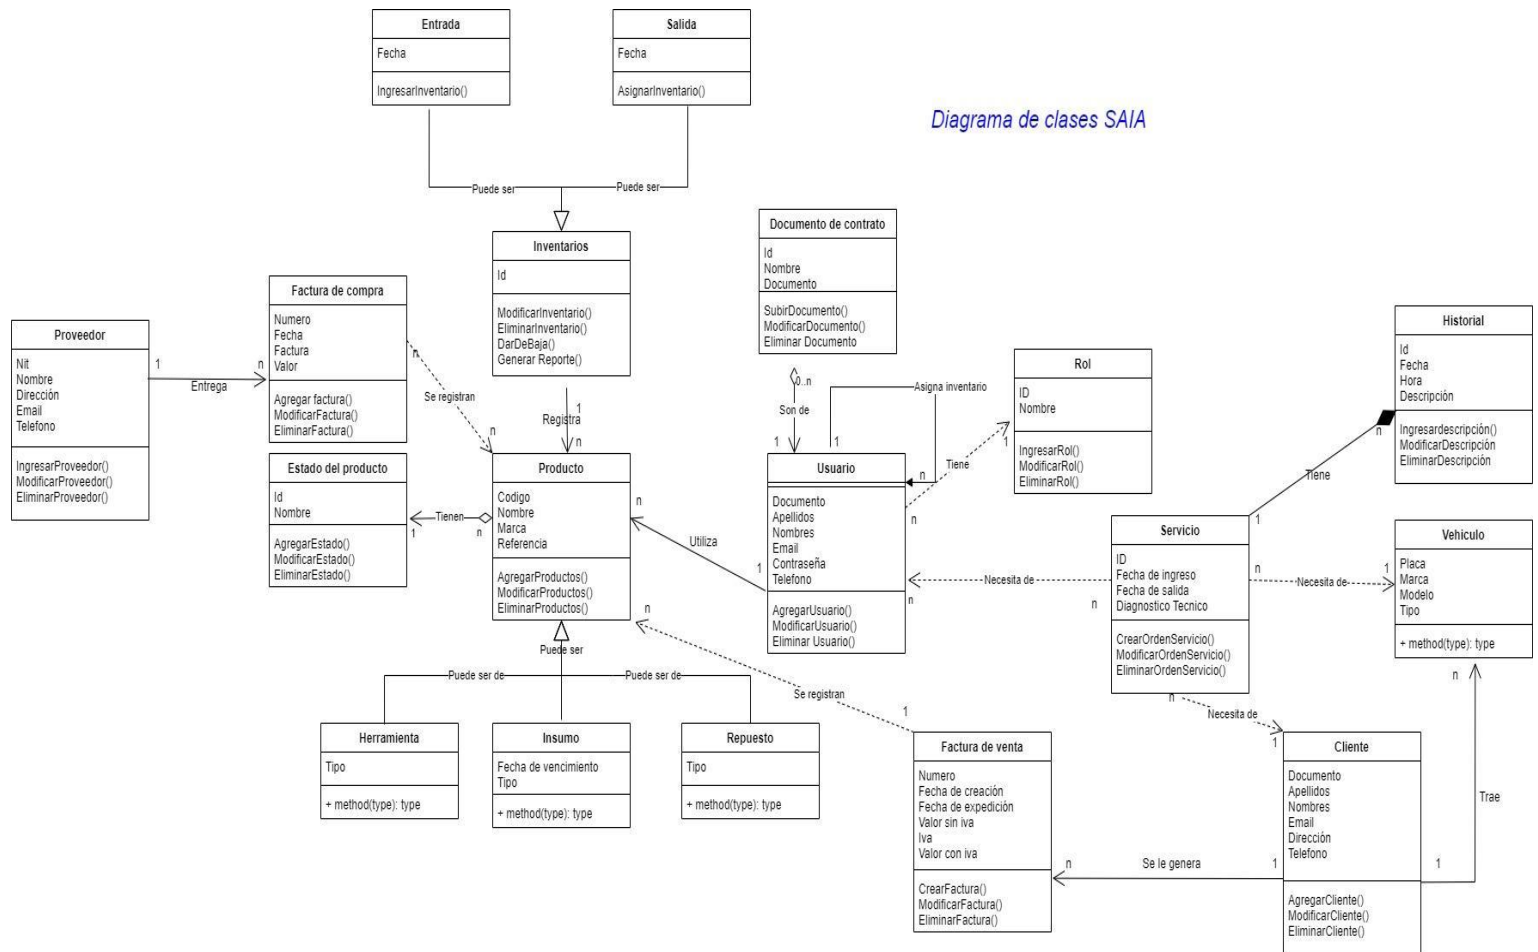 Entrada
Fecha
IngresarInventario()
Salida
Fecha
AsignarInventario()
Diagrama de clases SAIA
Puede ser
Puede ser
Inventarios
Id
ModificarInventario()
EliminarInventario()
DarDeBaja()
Generar Reporte()
Documento de contrato
Id
Nombre
Documento
SubirDocumento()
ModificarDocumento()
Eliminar Documento
Factura de compra
Numero
Fecha
Factura
Valor
Agregar factura()
ModificarFactura()
EliminarFactura()
Proveedor
Nit
Nombre
Dirección
Email
Telefono
IngresarProveedor()
ModificarProveedor()
EliminarProveedor()
1
n
Entrega
n
Se registran
n
1
Registra
n
0..n
Son de
1
Asigna inventario
1
n
Rol
ID
Nombre
IngresarRol()
ModificarRol()
EliminarRol()
Tiene
1
n
Historial
Id
Fecha
Hora
Descripción
Ingresardescripción()
ModificarDescripción
EliminarDescripción
n
Tiene
1
Estado del producto
Id
Nombre
AgregarEstado()
ModificarEstado()
EliminarEstado()
Tienen
1
n
Producto
Codigo
Nombre
Marca
Referencia
AgregarProductos()
ModificarProductos()
EliminarProductos()
n
Utiliza
1
Usuario
Documento
Apellidos
Nombres
Email
Contraseña
Telefono
AgregarUsuario()
ModificarUsuario()
Eliminar Usuario()
Necesita de
n
n
Servicio
ID
Fecha de ingreso
Fecha de salida
Diagnostico Tecnico
CrearOrdenServicio()
ModificarOrdenServicio()
EliminarOrdenServicio()
n
Necesita de
1
Vehiculo
Placa
Marca
Modelo
Tipo
+ method(type): type
n
Puede ser
Puede ser de
Puede ser de
n
Se registran
1
n
Necesita de
1
Herramienta
Tipo
+ method(type): type
Insumo
Fecha de vencimiento
Tipo
+ method(type): type
Repuesto
Tipo
+ method(type): type
Factura de venta
Numero
Fecha de creación
Fecha de expedición
Valor sin iva
Iva
Valor con iva
CrearFactura()
ModificarFactura()
EliminarFactura()
n
Se le genera
1
Cliente
Documento
Apellidos
Nombres
Email
Dirección
Telefono
AgregarCliente()
ModificarCliente()
EliminarCliente()
1
Trae